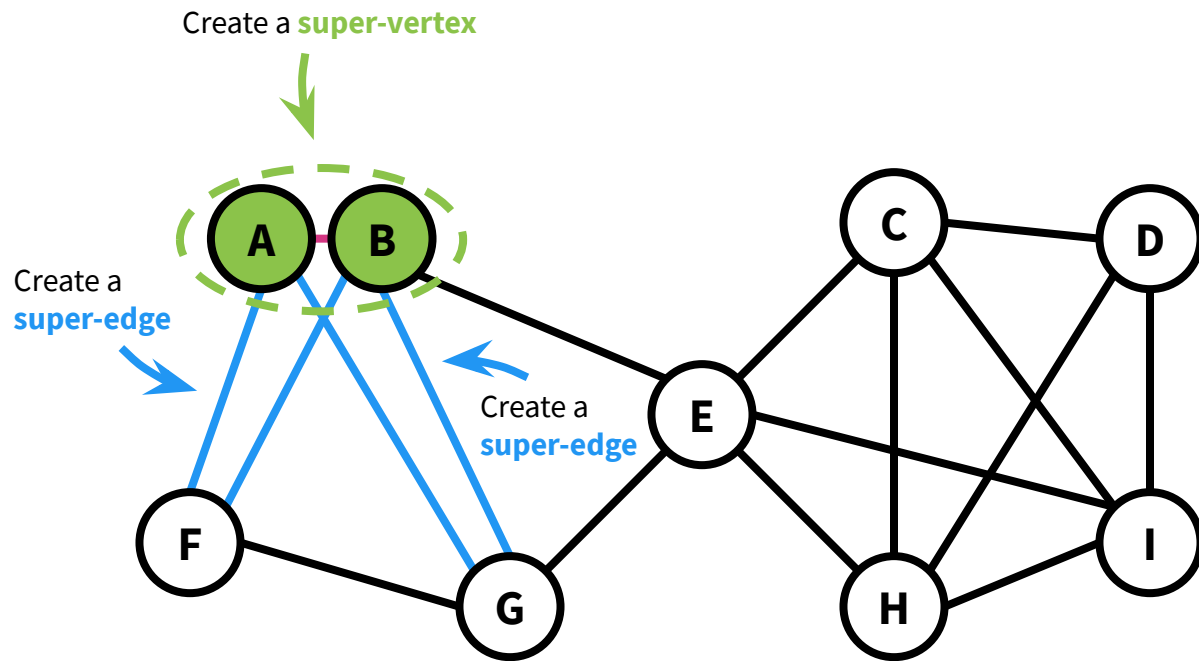 Create a super-vertex
A
B
C
D
Create a
super-edge
E
Create a
super-edge
F
G
H
I